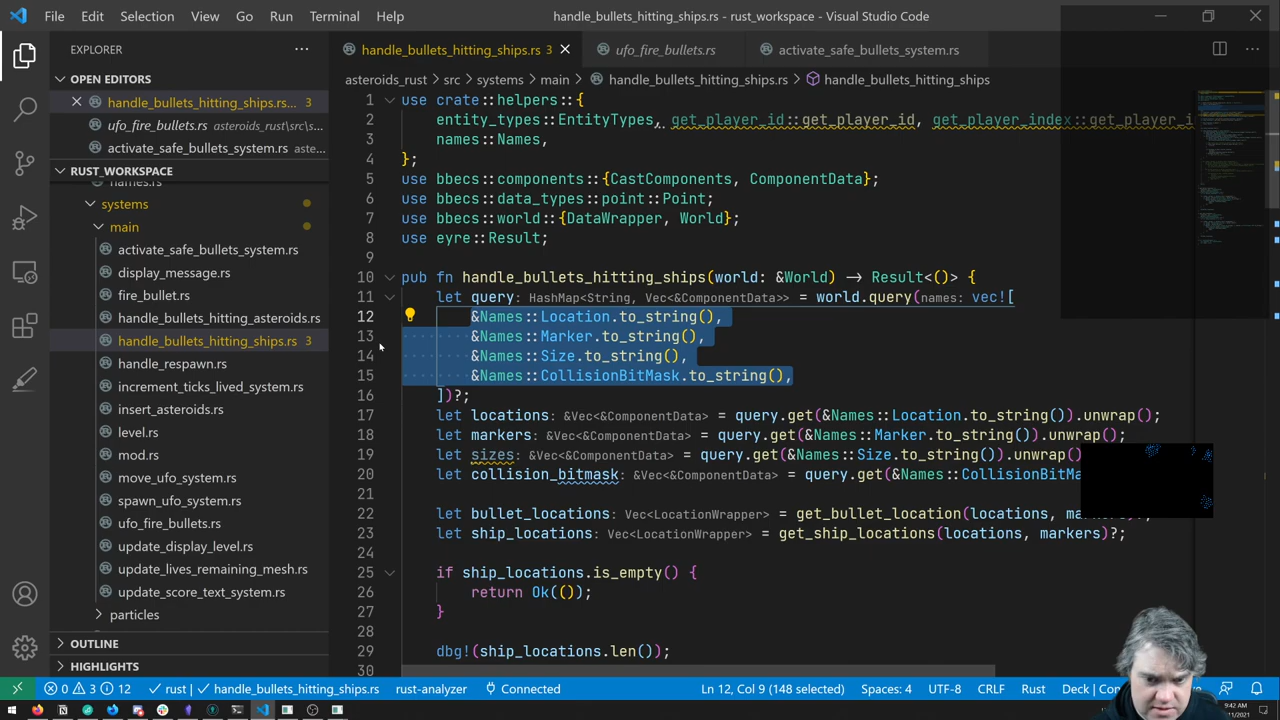 File Edit Selection View Go Run Terminal Help handle_bullets_hitting_ships.rs - rust_workspace - Visual Studio Code
EXPLORER
OPEN EDITORS
handle_bullets_hitting_ships.rs... 3
ufo_fire_bullets.rs asteroids_rust\src\s...
activate_safe_bullets_system.rs aste...
RUST_WORKSPACE
names.rs
systems
main
activate_safe_bullets_system.rs
display_message.rs
fire_bullet.rs
handle_bullets_hitting_asteroids.rs
handle_bullets_hitting_ships.rs 3
handle_respawn.rs
increment_ticks_lived_system.rs
insert_asteroids.rs
level.rs
mod.rs
move_ufo_system.rs
spawn_ufo_system.rs
ufo_fire_bullets.rs
update_display_level.rs
update_lives_remaining_mesh.rs
update_score_text_system.rs
particles
OUTLINE
HIGHLIGHTS
handle_bullets_hitting_ships.rs 3 ufo_fire_bullets.rs activate_safe_bullets_system.rs
asteroids_rust > src > systems > main > handle_bullets_hitting_ships.rs > handle_bullets_hitting_ships
1 use crate::helpers::{
2 entity_types::EntityTypes, get_player_id::get_player_id, get_player_index::get_player_i
3 names::Names,
4 };
5 use bbecs::components::{CastComponents, ComponentData};
6 use bbecs::data_types::point::Point;
7 use bbecs::world::{DataWrapper, World};
8 use eyre::Result;
9
10 pub fn handle_bullets_hitting_ships(world: &World) → Result<()> {
11 let query: HashMap<String, Vec<&ComponentData>> = world.query(names: vec![
12 &Names::Location.to_string(),
13 &Names::Marker.to_string(),
14 &Names::Size.to_string(),
15 &Names::CollisionBitMask.to_string(),
16 ])?;
17 let locations: &Vec<&ComponentData> = query.get(&Names::Location.to_string()).unwrap();
18 let markers: &Vec<&ComponentData> = query.get(&Names::Marker.to_string()).unwrap();
19 let sizes: &Vec<&ComponentData> = query.get(&Names::Size.to_string()).unwrap()
20 let collision_bitmask: &Vec<&ComponentData> = query.get(&Names::CollisionBitMa
21
22 let bullet_locations: Vec<LocationWrapper> = get_bullet_location(locations, mar
23 let ship_locations: Vec<LocationWrapper> = get_ship_locations(locations, markers)?;
24
25 if ship_locations.is_empty() {
26 return Ok(());
27 }
28
29 dbg!(ship_locations.len());
30
0 3 12 rust | handle_bullets_hitting_ships.rs rust-analyzer Connected Ln 12, Col 9 (148 selected) Spaces: 4 UTF-8 CRLF Rust Deck | Con
9:42 AM